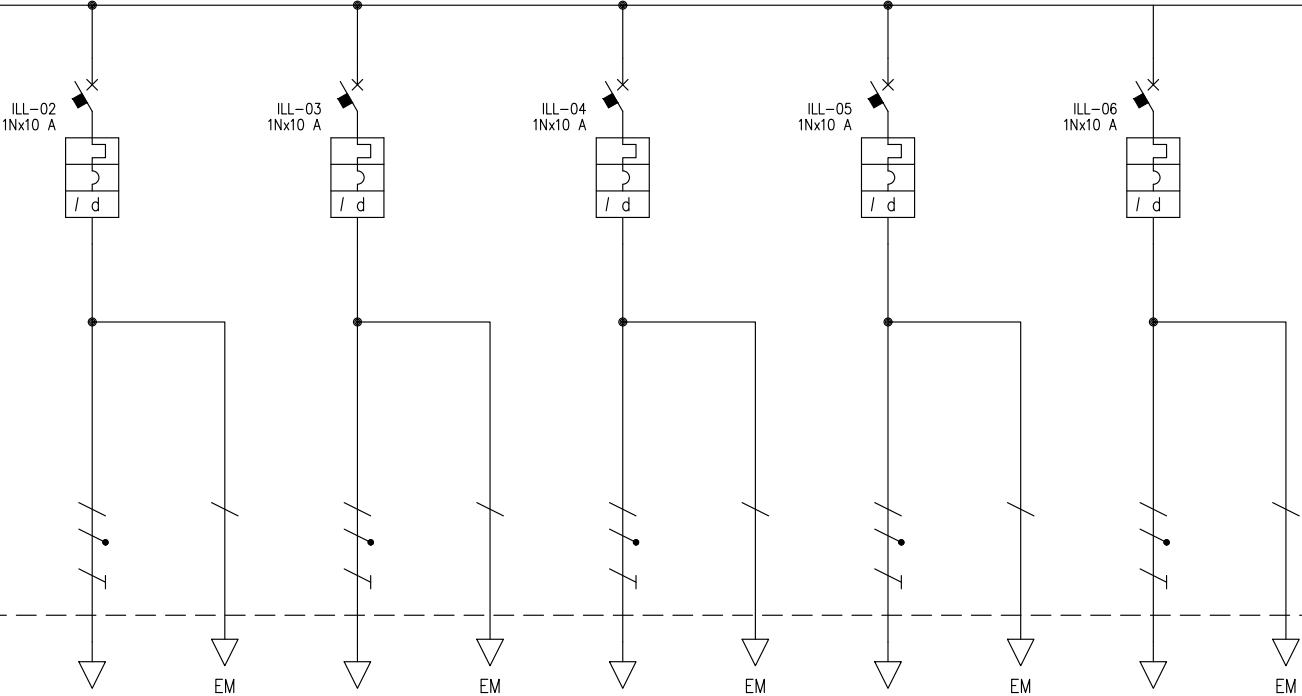 ILL-02
1Nx10 A
ILL-03
1Nx10 A
ILL-04
1Nx10 A
ILL-05
1Nx10 A
ILL-06
1Nx10 A
I d
I d
I d
I d
I d
EM
EM
EM
EM
EM